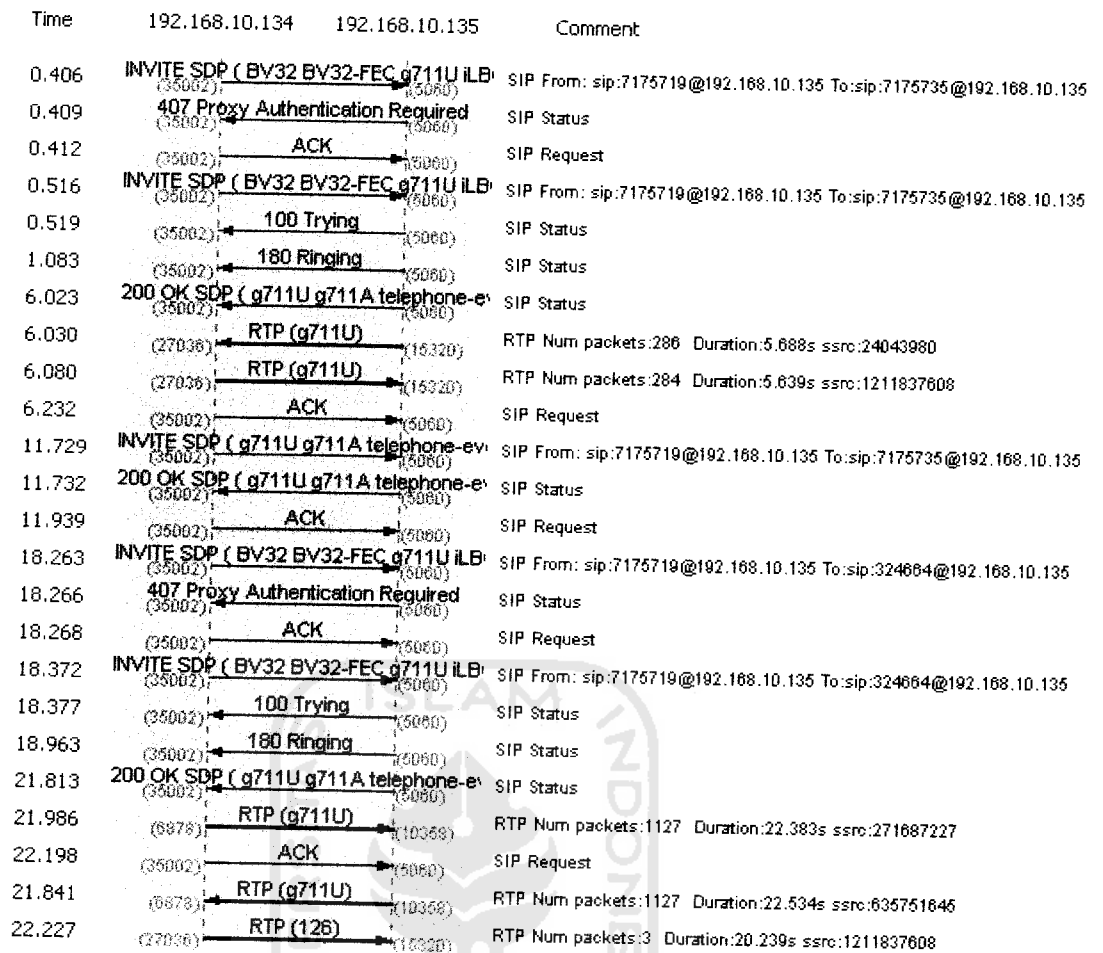 Time 192.168.10.134 192.168.10.135 Comment
0.406 INVITE SDP ( BV32 BV32-FEC g711U iLB (35002) (5060) SIP From: sip:7175719@192.168.10.135 To:sip:7175735@192.168.10.135
0.409 407 Proxy Authentication Required (35002) (5060) SIP Status
0.412 ACK (35002) (5060) SIP Request
0.516 INVITE SDP ( BV32 BV32-FEC g711U iLB (35002) (5060) SIP From: sip:7175719@192.168.10.135 To:sip:7175735@192.168.10.135
0.519 100 Trying (35002) (5060) SIP Status
1.083 180 Ringing (35002) (5060) SIP Status
6.023 200 OK SDP ( g711U g711A telephone-e (35002) (5060) SIP Status
6.030 RTP (g711U) (27036) (15320) RTP Num packets:286 Duration:5.688s ssrc:24043980
6.080 RTP (g711U) (27036) (15320) RTP Num packets:284 Duration:5.639s ssrc:1211837608
6.232 ACK (35002) (5060) SIP Request
11.729 INVITE SDP ( g711U g711A telephone-ev (35002) (5060) SIP From: sip:7175719@192.168.10.135 To:sip:7175735@192.168.10.135
11.732 200 OK SDP ( g711U g711A telephone-e (35002) (5060) SIP Status
11.939 ACK (35002) (5060) SIP Request
18.263 INVITE SDP ( BV32 BV32-FEC g711U iLB (35002) (5060) SIP From: sip:7175719@192.168.10.135 To:sip:324664@192.168.10.135
18.266 407 Proxy Authentication Required (35002) (5060) SIP Status
18.268 ACK (35002) (5060) SIP Request
18.372 INVITE SDP ( BV32 BV32-FEC g711U iLB (35002) (5060) SIP From: sip:7175719@192.168.10.135 To:sip:324664@192.168.10.135
18.377 100 Trying (35002) (5060) SIP Status
18.963 180 Ringing (35002) (5060) SIP Status
21.813 200 OK SDP ( g711U g711A telephone-e (35002) (5060) SIP Status
21.986 RTP (g711U) (6878) (10358) RTP Num packets:1127 Duration:22.383s ssrc:271687227
22.198 ACK (35002) (5060) SIP Request
21.841 RTP (g711U) (6878) (10358) RTP Num packets:1127 Duration:22.534s ssrc:635751645
22.227 RTP (126) (27036) (15320) RTP Num packets:3 Duration:20.239s ssrc:1211837608
ISLAM